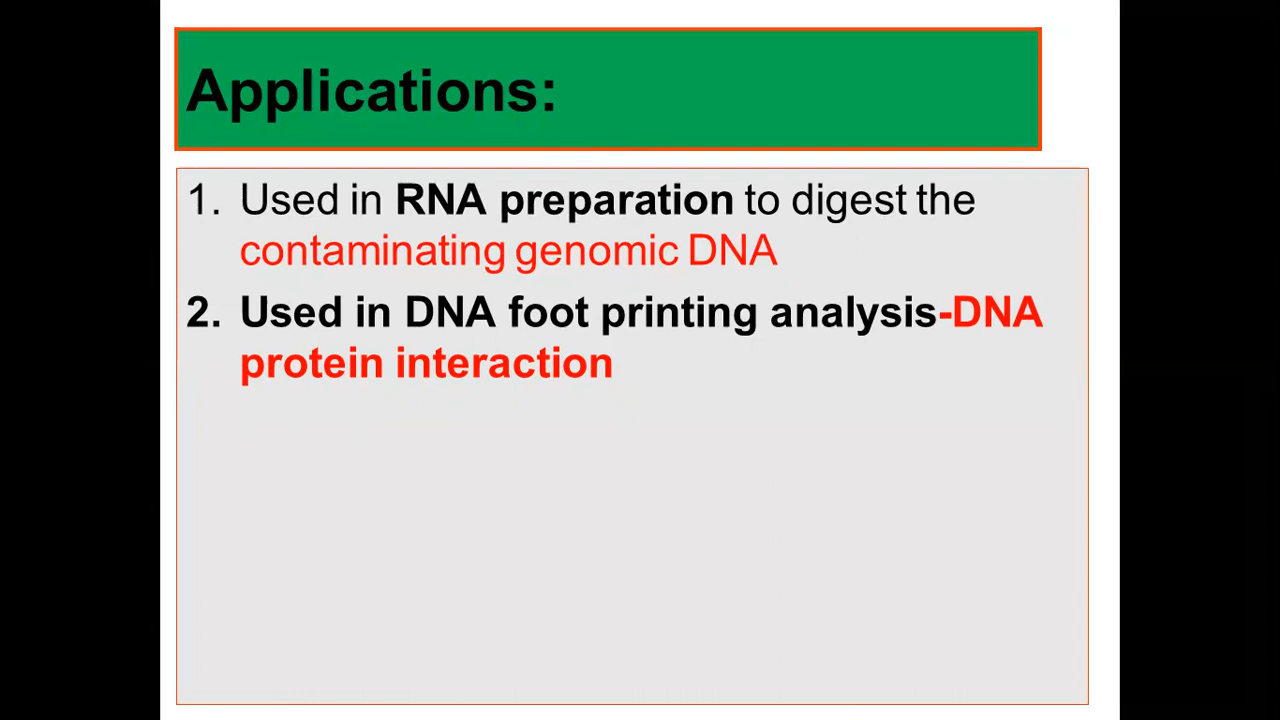 Applications:
1. Used in RNA preparation to digest the
contaminating genomic DNA
2. Used in DNA foot printing analysis-DNA
protein interaction